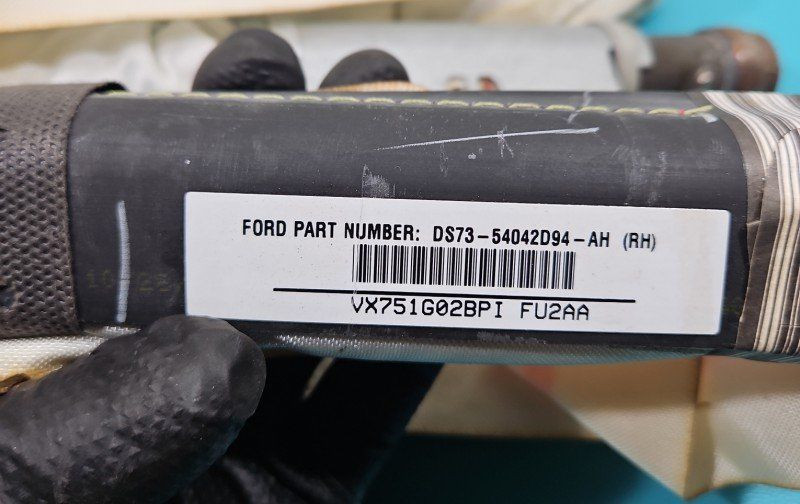 FORD PART NUMBER: DS73-54042D94-AH (RH)
VX751G02BPI FU2AA